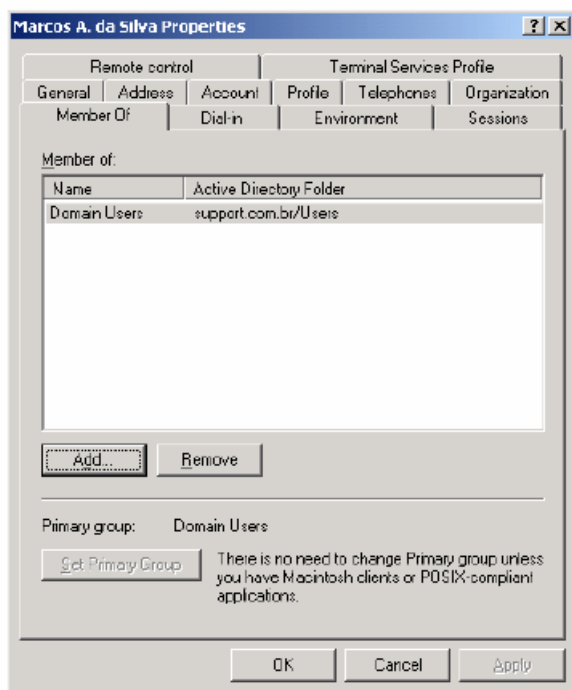 Marcos A. da Silva Properties
Remote control Terminal Services Profile
General Address Account Profile Telephones Organization
Member Of Dial-in Environment Sessions
Member of:
Name Active Directory Folder
Domain Users support.com.br/Users
Add... Remove
Primary group: Domain Users
Set Primary Group
There is no need to change Primary group unless
you have Macintosh clients or POSIX-compliant
applications.
OK Cancel Apply